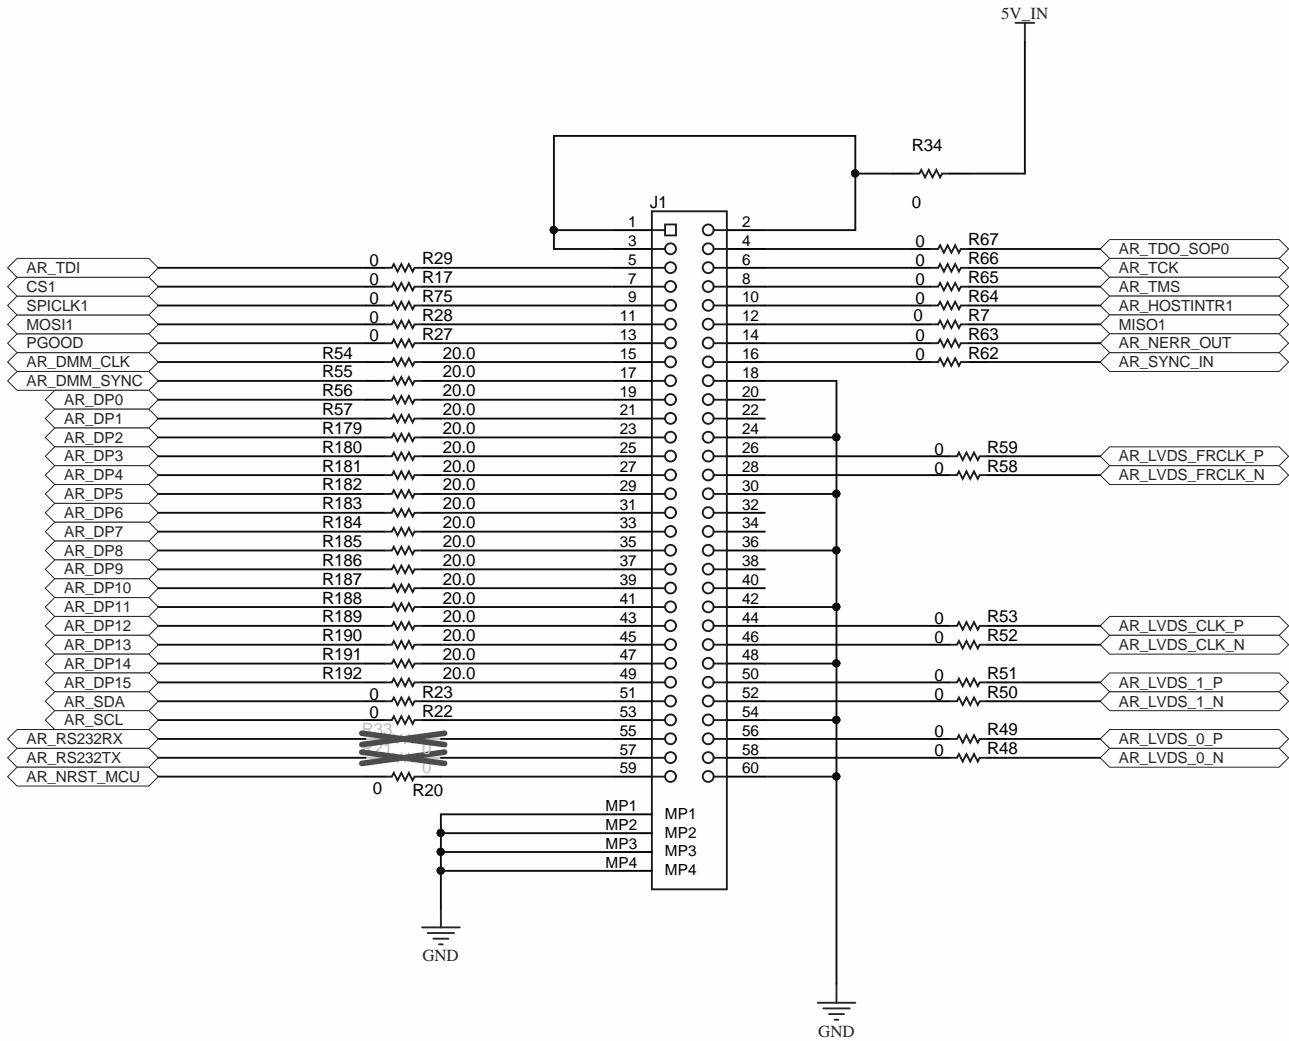 5V_IN
R34
0
J1
1 2
3 4 0 R67 AR_TDO_SOP0
AR_TDI 0 R29 5 6 0 R66 AR_TCK
CS1 0 R17 7 8 0 R65 AR_TMS
SPICLK1 0 R75 9 10 0 R64 AR_HOSTINTR1
MOSI1 0 R28 11 12 0 R7 MISO1
PGOOD 0 R27 13 14 0 R63 AR_NERR_OUT
AR_DMM_CLK R54 20.0 15 16 0 R62 AR_SYNC_IN
AR_DMM_SYNC R55 20.0 17 18
AR_DP0 R56 20.0 19 20
AR_DP1 R57 20.0 21 22
AR_DP2 R179 20.0 23 24
AR_DP3 R180 20.0 25 26 0 R59 AR_LVDS_FRCLK_P
AR_DP4 R181 20.0 27 28 0 R58 AR_LVDS_FRCLK_N
AR_DP5 R182 20.0 29 30
AR_DP6 R183 20.0 31 32
AR_DP7 R184 20.0 33 34
AR_DP8 R185 20.0 35 36
AR_DP9 R186 20.0 37 38
AR_DP10 R187 20.0 39 40
AR_DP11 R188 20.0 41 42
AR_DP12 R189 20.0 43 44 0 R53 AR_LVDS_CLK_P
AR_DP13 R190 20.0 45 46 0 R52 AR_LVDS_CLK_N
AR_DP14 R191 20.0 47 48
AR_DP15 R192 20.0 49 50 0 R51 AR_LVDS_1_P
AR_SDA 0 R23 51 52 0 R50 AR_LVDS_1_N
AR_SCL 0 R22 53 54
AR_RS232RX R33 0 55 56 0 R49 AR_LVDS_0_P
AR_RS232TX 0 57 58 0 R48 AR_LVDS_0_N
AR_NRST_MCU 0 R20 59 60
MP1 MP1
MP2 MP2
MP3 MP3
MP4 MP4
GND
GND